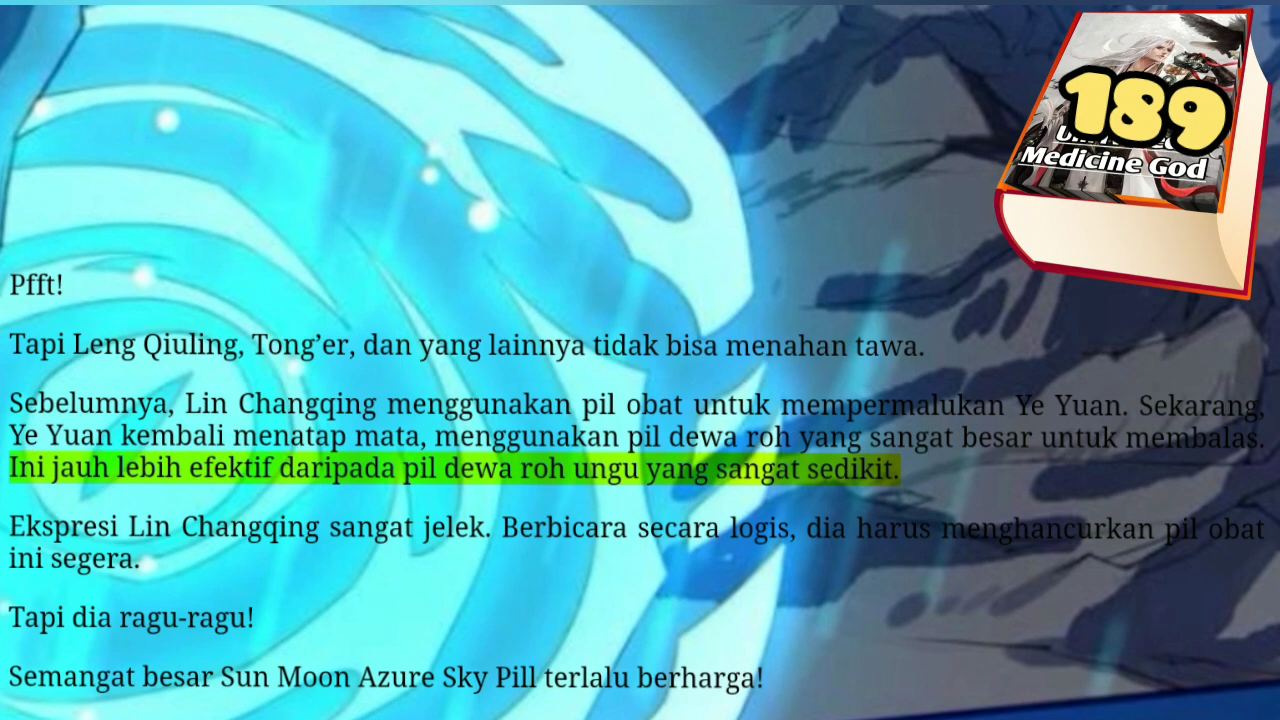 189
Medicine God
Pfft!
Tapi Leng Qiuling, Tong’er, dan yang lainnya tidak bisa menahan tawa.
Sebelumnya, Lin Changqing menggunakan pil obat untuk mempermalukan Ye Yuan. Sekarang,
Ye Yuan kembali menatap mata, menggunakan pil dewa roh yang sangat besar untuk membalas.
Ini jauh lebih efektif daripada pil dewa roh ungu yang sangat sedikit.
Ekspresi Lin Changqing sangat jelek. Berbicara secara logis, dia harus menghancurkan pil obat
ini segera.
Tapi dia ragu-ragu!
Semangat besar Sun Moon Azure Sky Pill terlalu berharga!